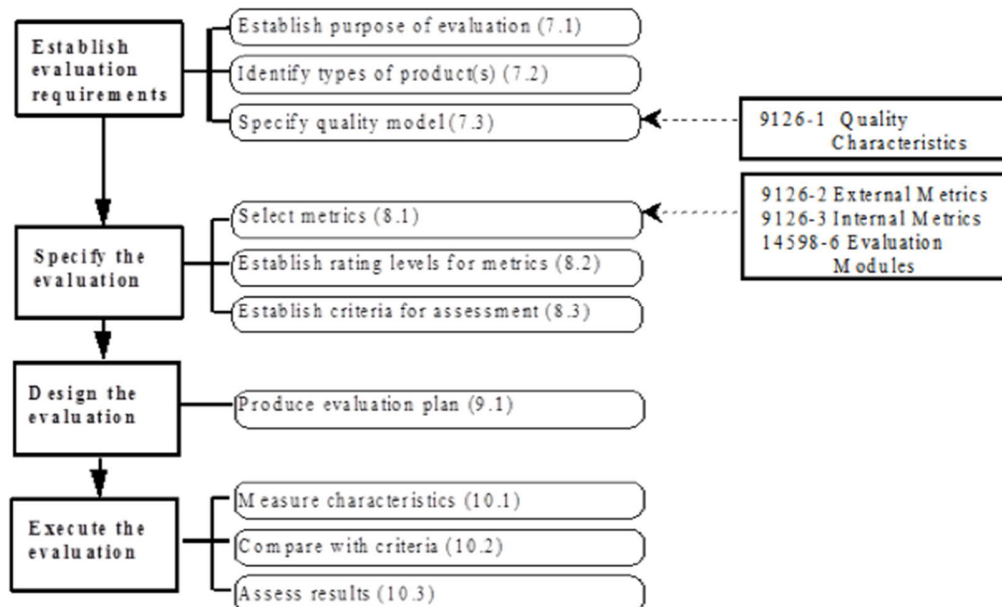 Establish
evaluation
requirements
Establish purpose of evaluation (7.1)
Identify types of product(s) (7.2)
Specify quality model (7.3)
9126-1 Quality
Characteristics
Specify the
evaluation
Select metrics (8.1)
Establish rating levels for metrics (8.2)
Establish criteria for assessment (8.3)
9126-2 External Metrics
9126-3 Internal Metrics
14598-6 Evaluation
Modules
Design the
evaluation
Produce evaluation plan (9.1)
Execute the
evaluation
Measure characteristics (10.1)
Compare with criteria (10.2)
Assess results (10.3)